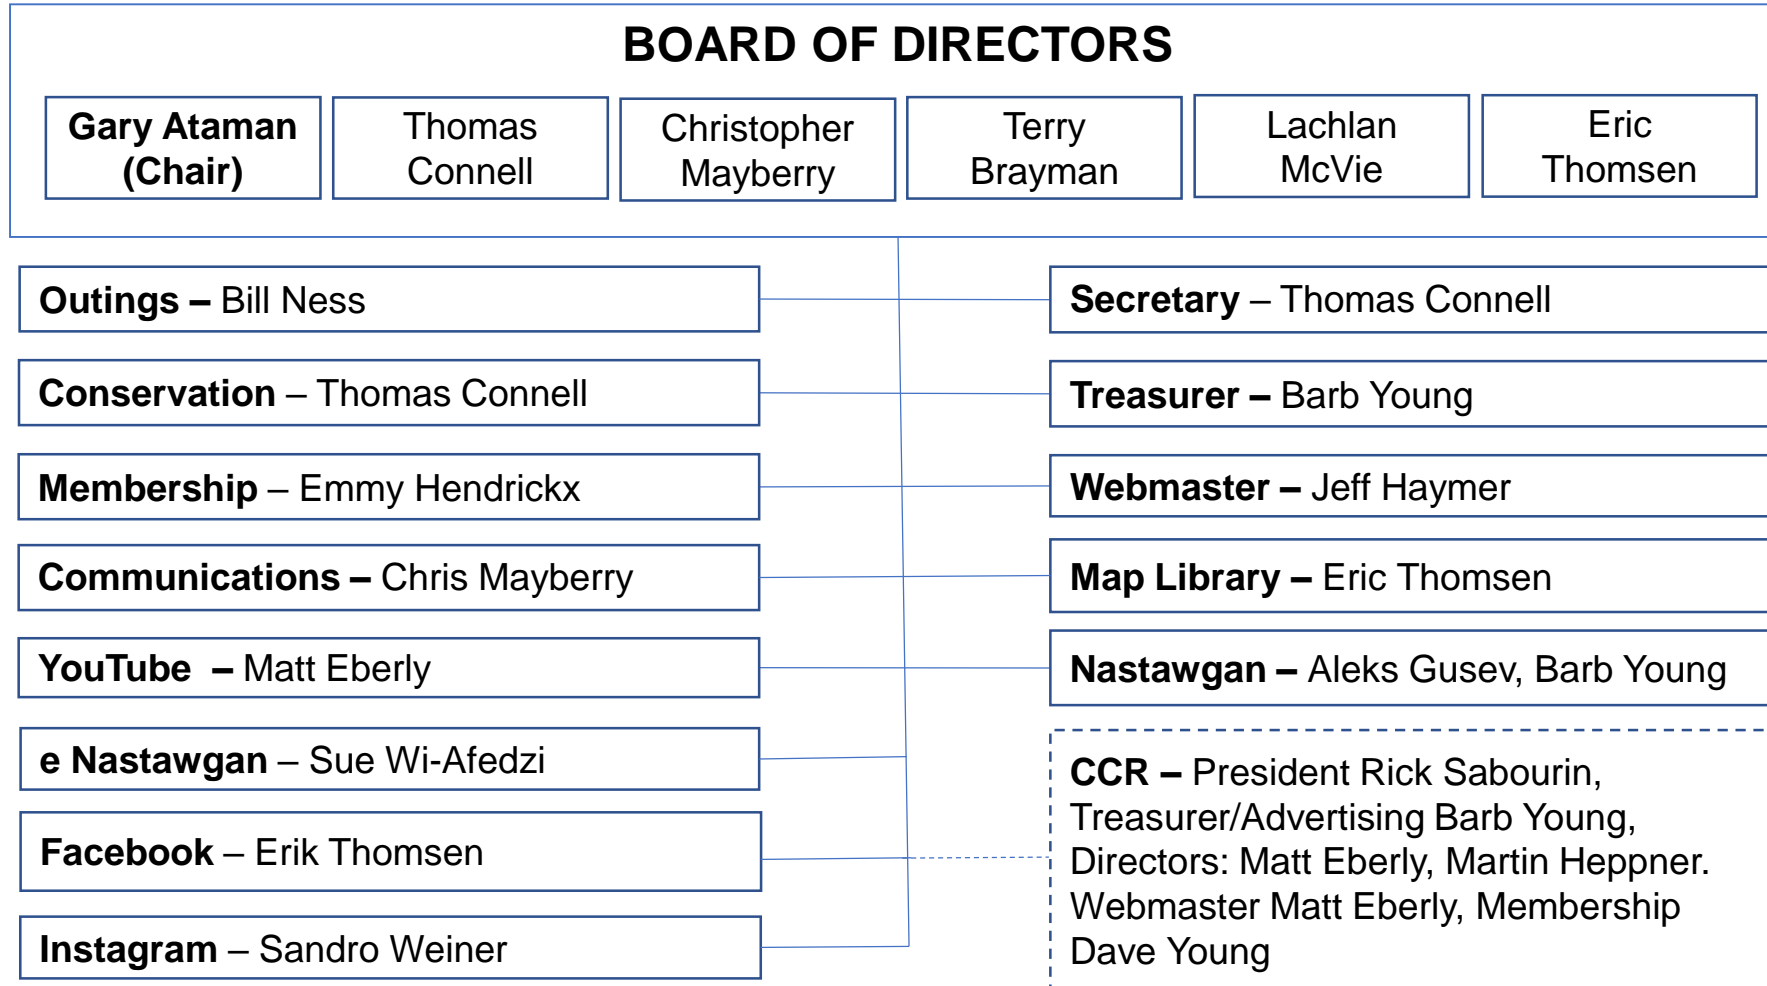 BOARD OF DIRECTORS
Gary Ataman
(Chair)
Thomas
Connell
Christopher
Mayberry
Terry
Brayman
Lachlan
McVie
Eric
Thomsen
Outings – Bill Ness
Secretary – Thomas Connell
Conservation – Thomas Connell
Treasurer – Barb Young
Membership – Emmy Hendrickx
Webmaster – Jeff Haymer
Communications – Chris Mayberry
Map Library – Eric Thomsen
YouTube – Matt Eberly
Nastawgan – Aleks Gusev, Barb Young
e Nastawgan – Sue Wi-Afedzi
Facebook – Erik Thomsen
Instagram – Sandro Weiner
CCR – President Rick Sabourin,
Treasurer/Advertising Barb Young,
Directors: Matt Eberly, Martin Heppner.
Webmaster Matt Eberly, Membership
Dave Young